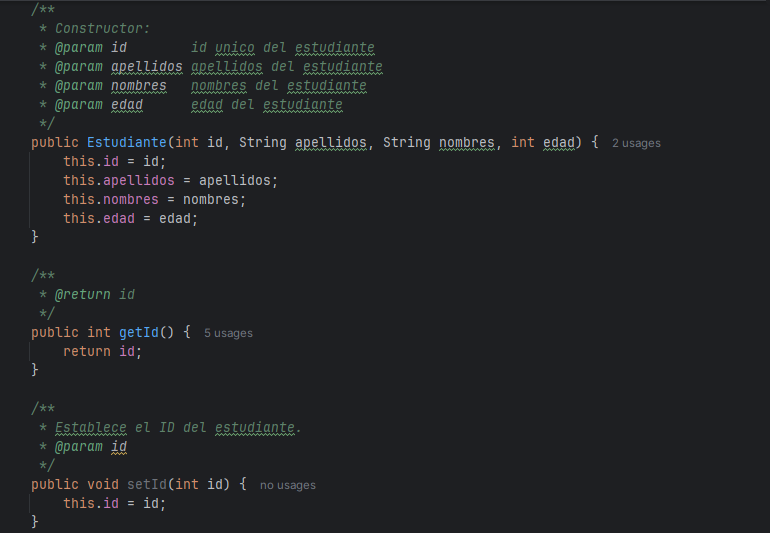 /**
 * Constructor:
 * @param id        id unico del estudiante
 * @param apellidos apellidos del estudiante
 * @param nombres   nombres del estudiante
 * @param edad      edad del estudiante
 */
public Estudiante(int id, String apellidos, String nombres, int edad) {  2 usages
    this.id = id;
    this.apellidos = apellidos;
    this.nombres = nombres;
    this.edad = edad;
}
/**
 * @return id
 */
public int getId() {  5 usages
    return id;
}
/**
 * Establece el ID del estudiante.
 * @param id
 */
public void setId(int id) {  no usages
    this.id = id;
}